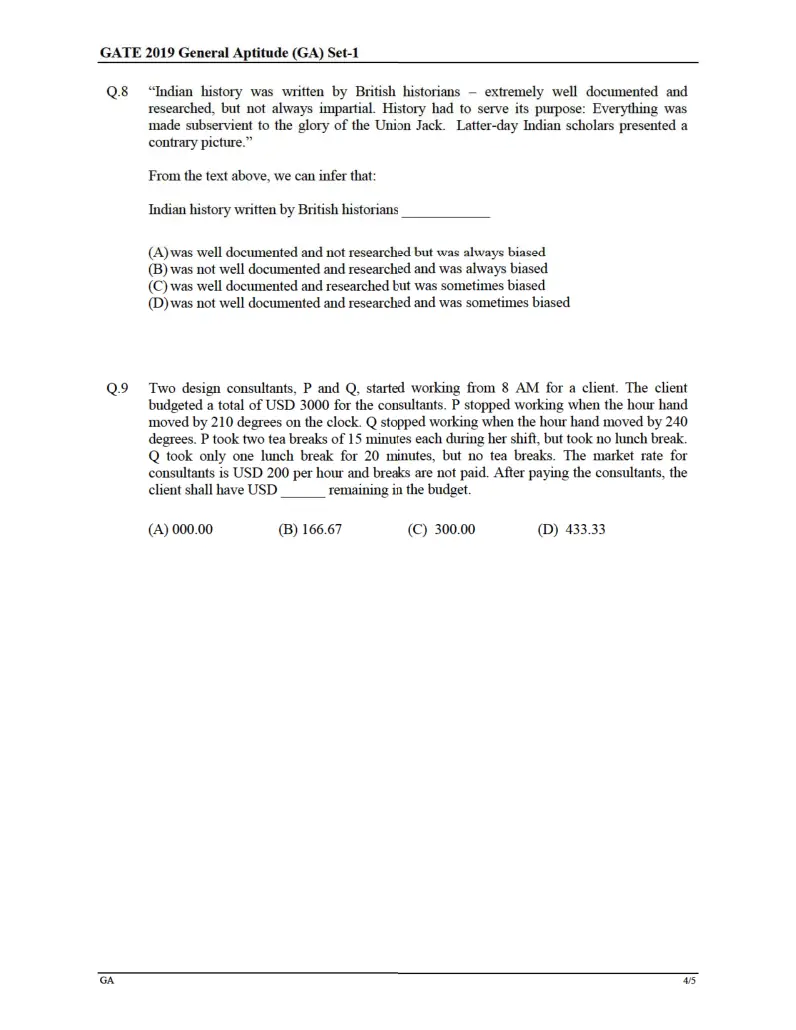 GATE 2019 General Aptitude (GA) Set-1
Q.8 “Indian history was written by British historians – extremely well documented and
researched, but not always impartial. History had to serve its purpose: Everything was
made subservient to the glory of the Union Jack. Latter-day Indian scholars presented a
contrary picture.”
From the text above, we can infer that:
Indian history written by British historians ____________
(A) was well documented and not researched but was always biased
(B) was not well documented and researched and was always biased
(C) was well documented and researched but was sometimes biased
(D) was not well documented and researched and was sometimes biased
Q.9 Two design consultants, P and Q, started working from 8 AM for a client. The client
budgeted a total of USD 3000 for the consultants. P stopped working when the hour hand
moved by 210 degrees on the clock. Q stopped working when the hour hand moved by 240
degrees. P took two tea breaks of 15 minutes each during her shift, but took no lunch break.
Q took only one lunch break for 20 minutes, but no tea breaks. The market rate for
consultants is USD 200 per hour and breaks are not paid. After paying the consultants, the
client shall have USD ______ remaining in the budget.
(A) 000.00 (B) 166.67 (C) 300.00 (D) 433.33
GA 4/5